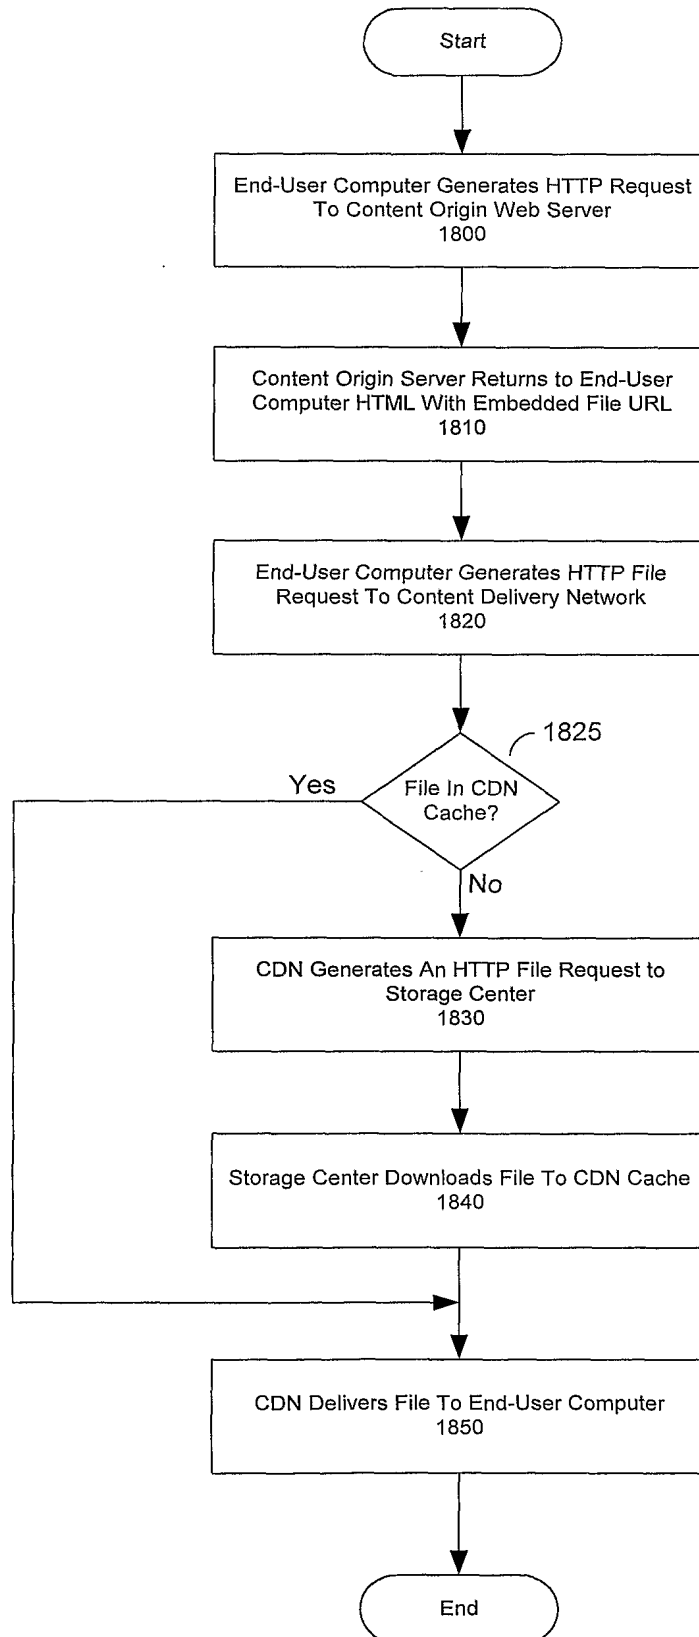 Start
End-User Computer Generates HTTP Request
To Content Origin Web Server
1800
Content Origin Server Returns to End-User
Computer HTML With Embedded File URL
1810
End-User Computer Generates HTTP File
Request To Content Delivery Network
1820
1825
Yes
File In CDN
Cache?
No
CDN Generates An HTTP File Request to
Storage Center
1830
Storage Center Downloads File To CDN Cache
1840
CDN Delivers File To End-User Computer
1850
End